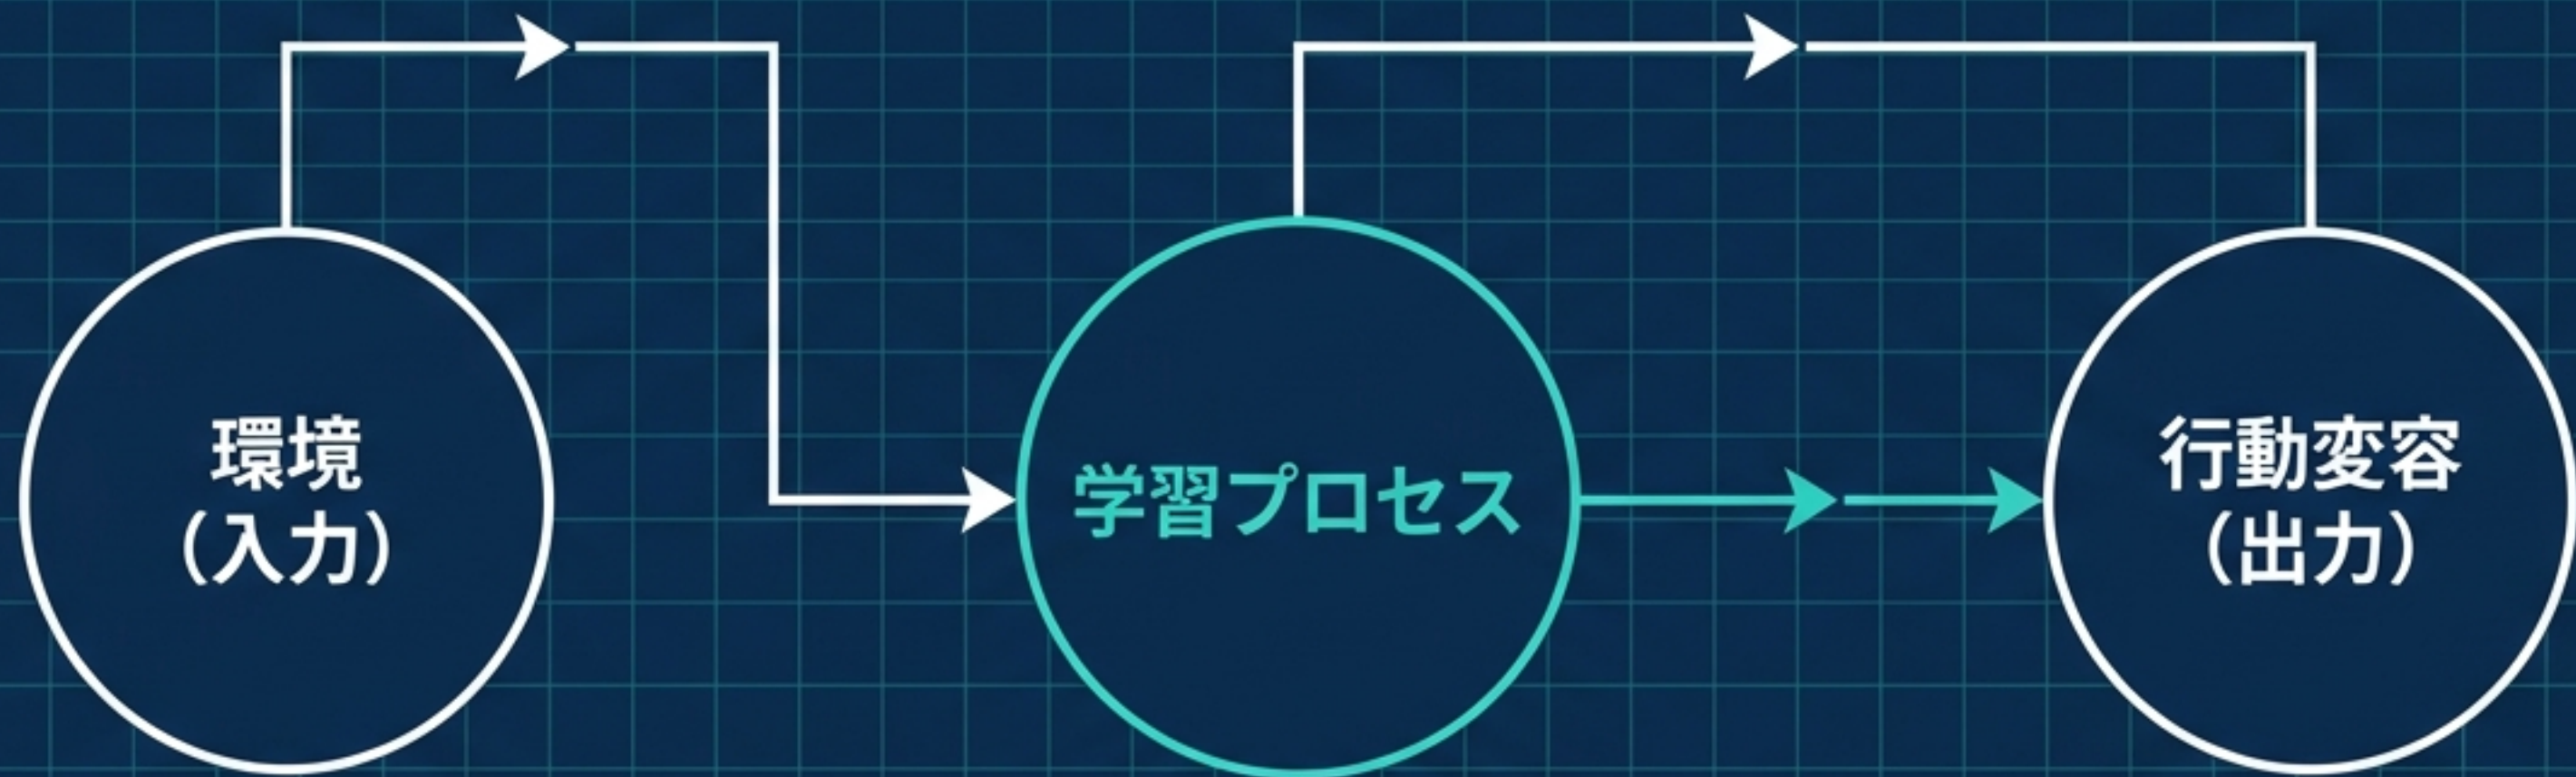 環境
（入力）
学習プロセス
行動変容
（出力）